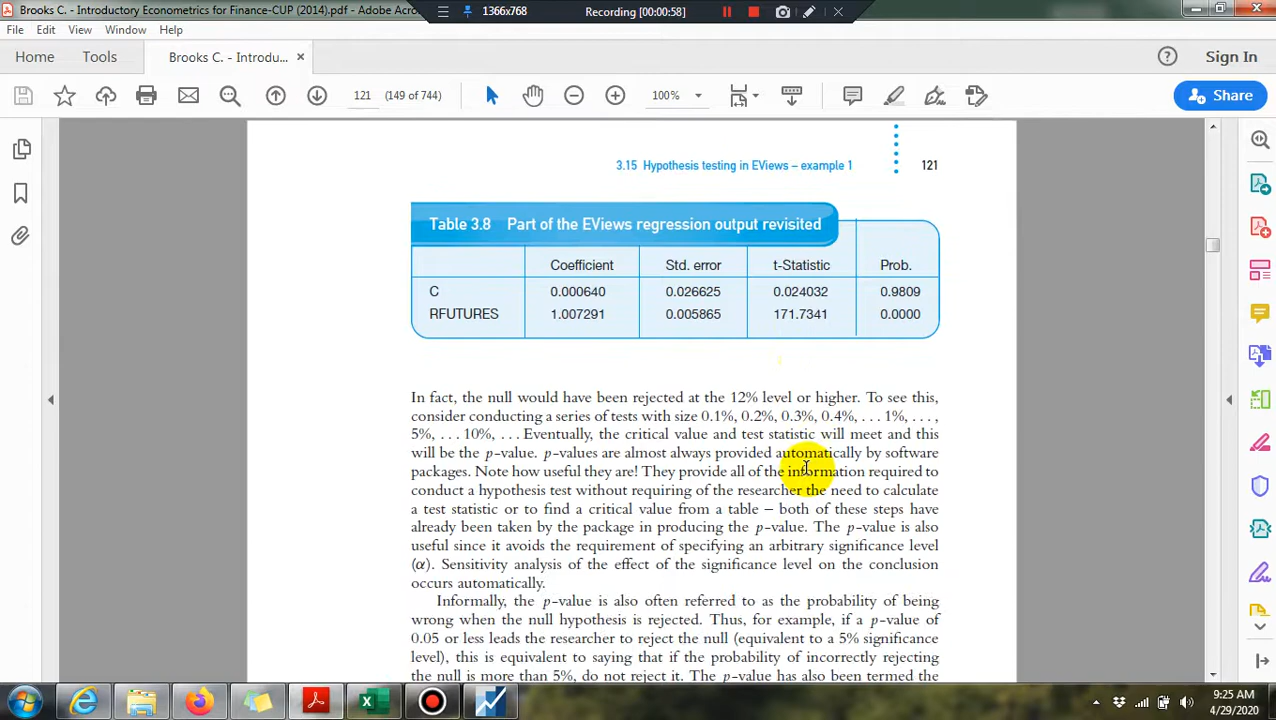 Brooks C. - Introductory Econometrics for Finance-CUP (2014).pdf - Adobe Acro
1366x768
Recording [00:00:58]
File Edit View Window Help
Home Tools Brooks C. - Introdu... × Sign In
121 (149 of 744) 100% Share
3.15 Hypothesis testing in EViews – example 1 121
Table 3.8 Part of the EViews regression output revisited
Coefficient Std. error t-Statistic Prob.
C 0.000640 0.026625 0.024032 0.9809
RFUTURES 1.007291 0.005865 171.7341 0.0000
In fact, the null would have been rejected at the 12% level or higher. To see this,
consider conducting a series of tests with size 0.1%, 0.2%, 0.3%, 0.4%, . . . 1%, . . . ,
5%, . . . 10%, . . . Eventually, the critical value and test statistic will meet and this
will be the p-value. p-values are almost always provided automatically by software
packages. Note how useful they are! They provide all of the information required to
conduct a hypothesis test without requiring of the researcher the need to calculate
a test statistic or to find a critical value from a table – both of these steps have
already been taken by the package in producing the p-value. The p-value is also
useful since it avoids the requirement of specifying an arbitrary significance level
(α). Sensitivity analysis of the effect of the significance level on the conclusion
occurs automatically.
Informally, the p-value is also often referred to as the probability of being
wrong when the null hypothesis is rejected. Thus, for example, if a p-value of
0.05 or less leads the researcher to reject the null (equivalent to a 5% significance
level), this is equivalent to saying that if the probability of incorrectly rejecting
the null is more than 5%, do not reject it. The p-value has also been termed the
9:25 AM
4/29/2020